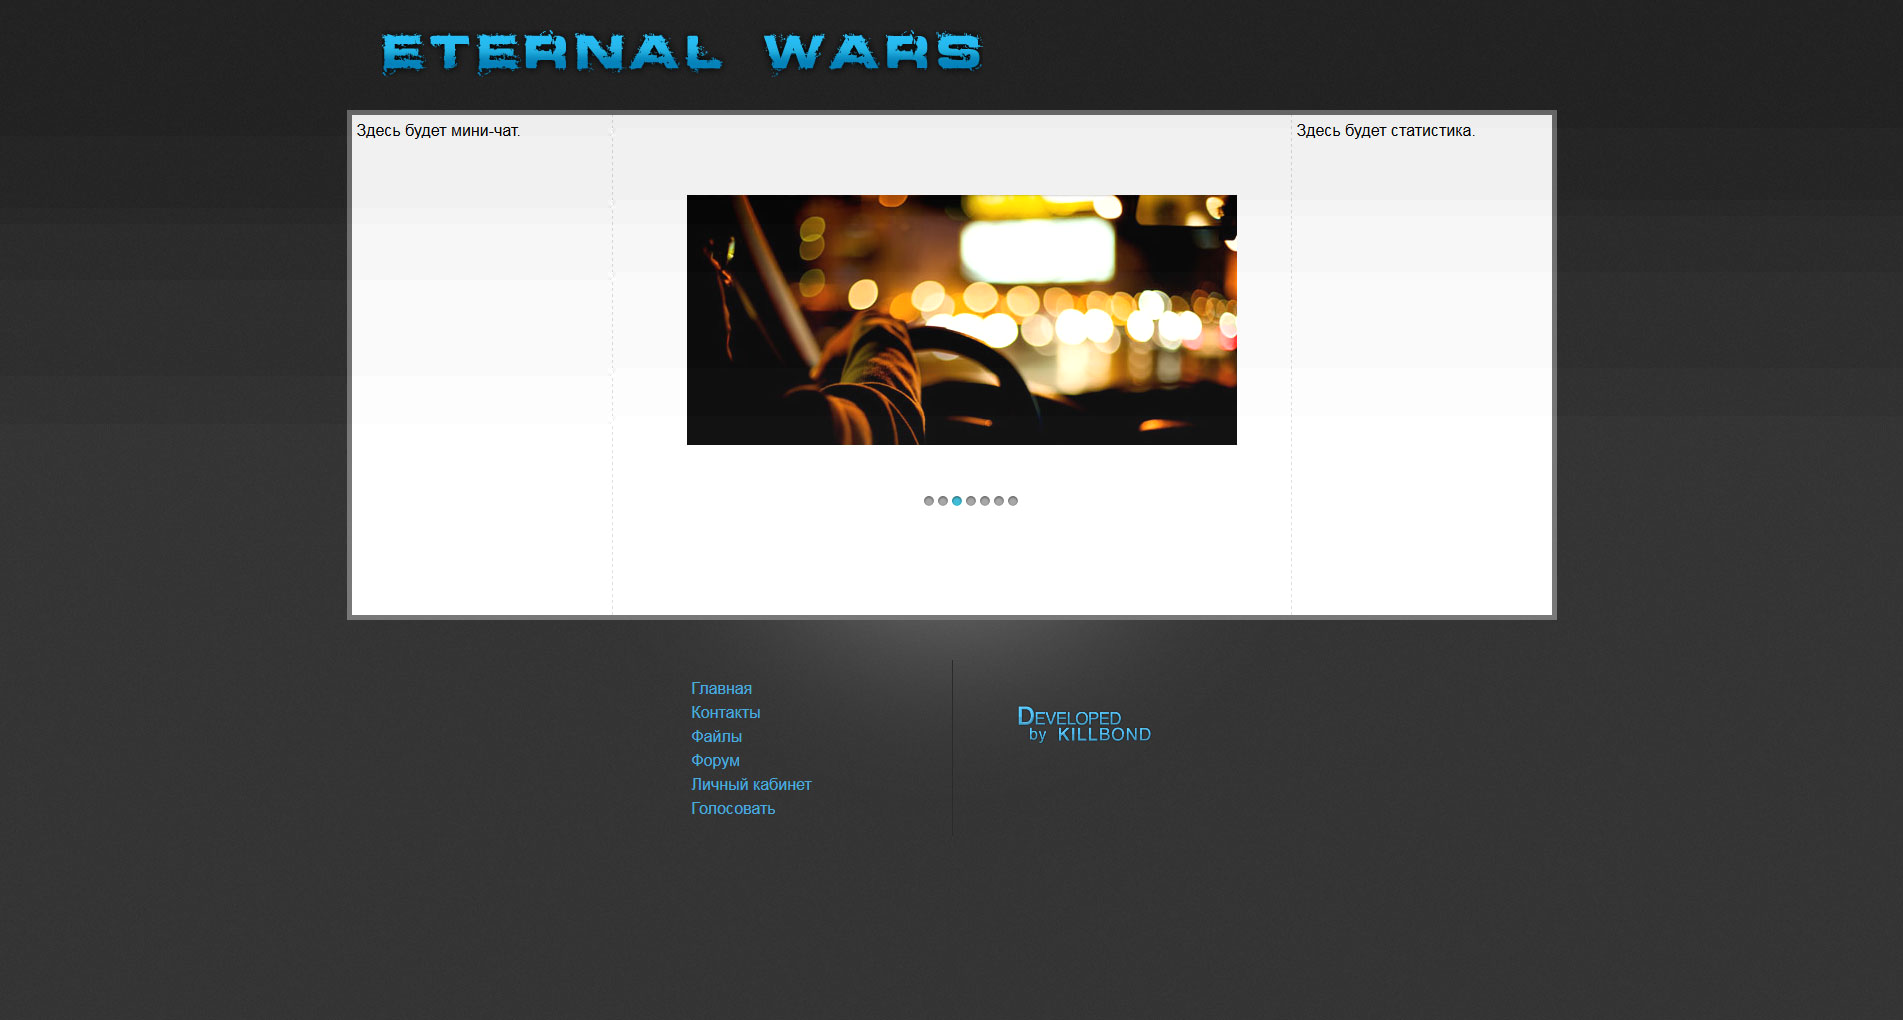 ETERNAL WARS
Здесь будет мини-чат.
Здесь будет статистика.
Главная
Контакты
Файлы
Форум
Личный кабинет
Голосовать
DEVELOPED
by KILLBOND